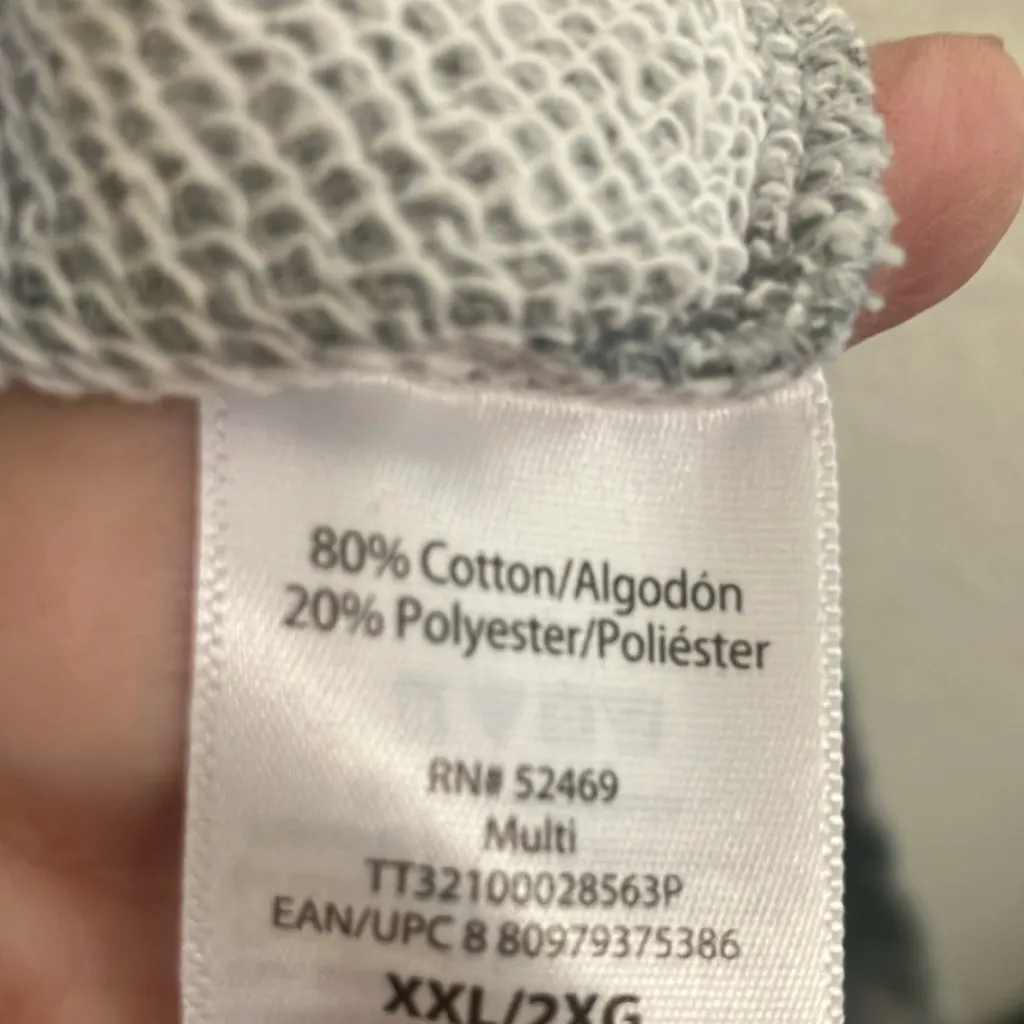 80% Cotton/Algodón
20% Polyester/Poliéster
RN# 52469
Multi
TT32100028563P
EAN/UPC 8 80979375386
XXL/2XG